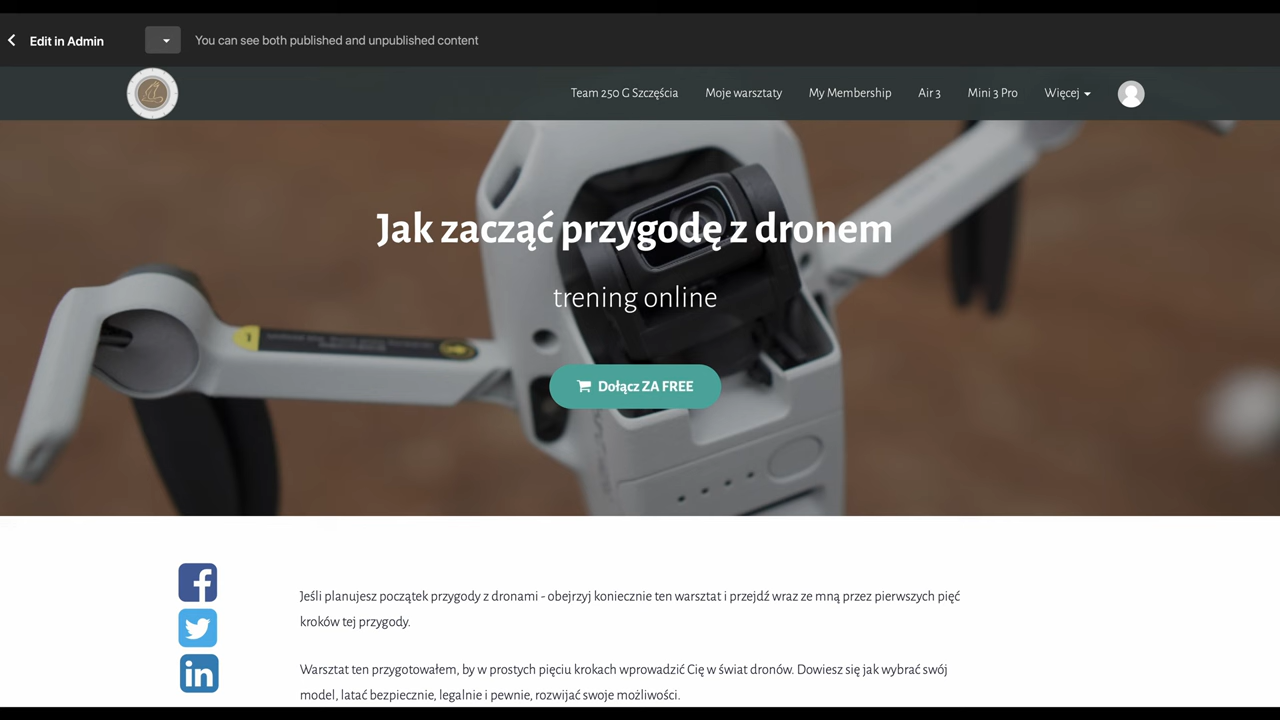 Edit in Admin
You can see both published and unpublished content
Team 250 G Szczęścia Moje warsztaty My Membership Air 3 Mini 3 Pro Więcej
Jak zacząć przygodę z dronem
trening online
Dołącz ZA FREE
Jeśli planujesz początek przygody z dronami - obejrzyj koniecznie ten warsztat i przejdź wraz ze mną przez pierwszych pięć
kroków tej przygody.
Warsztat ten przygotowałem, by w prostych pięciu krokach wprowadzić Cię w świat dronów. Dowiesz się jak wybrać swój
model, latać bezpiecznie, legalnie i pewnie, rozwijać swoje możliwości.